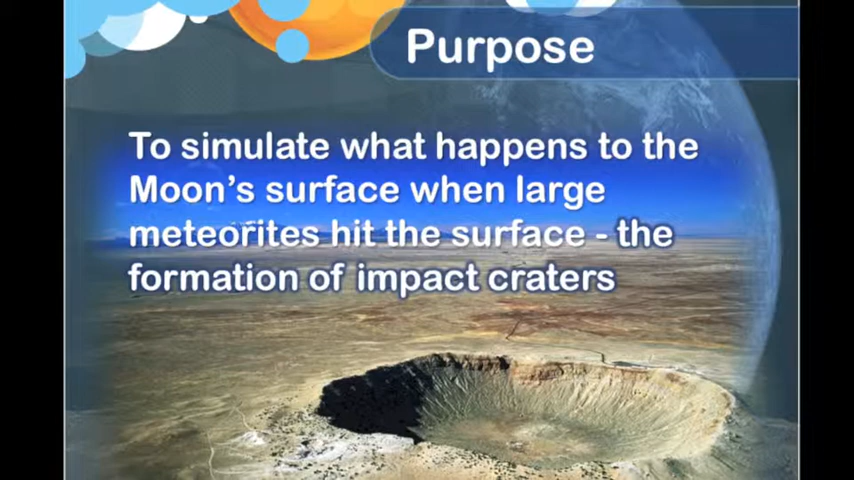 Purpose
To simulate what happens to the
Moon's surface when large
meteorites hit the surface - the
formation of impact craters